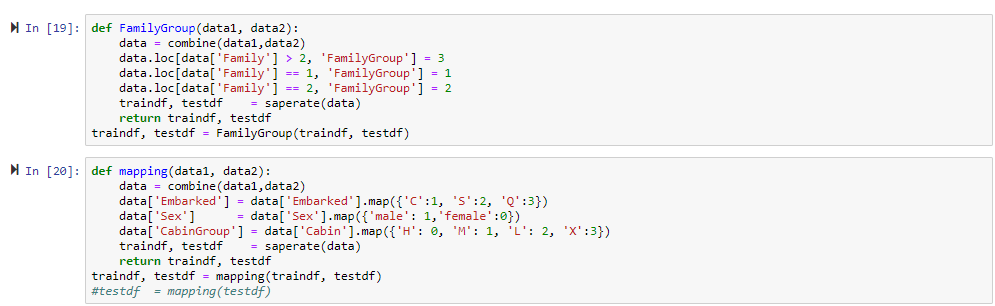 In [19]: def FamilyGroup(data1, data2):
    data = combine(data1,data2)
    data.loc[data['Family'] > 2, 'FamilyGroup'] = 3
    data.loc[data['Family'] == 1, 'FamilyGroup'] = 1
    data.loc[data['Family'] == 2, 'FamilyGroup'] = 2
    traindf, testdf    = saperate(data)
    return traindf, testdf
traindf, testdf = FamilyGroup(traindf, testdf)
In [20]: def mapping(data1, data2):
    data = combine(data1,data2)
    data['Embarked'] = data['Embarked'].map({'C':1, 'S':2, 'Q':3})
    data['Sex']      = data['Sex'].map({'male': 1,'female':0})
    data['CabinGroup'] = data['Cabin'].map({'H': 0, 'M': 1, 'L': 2, 'X':3})
    traindf, testdf    = saperate(data)
    return traindf, testdf
traindf, testdf = mapping(traindf, testdf)
#testdf  = mapping(testdf)